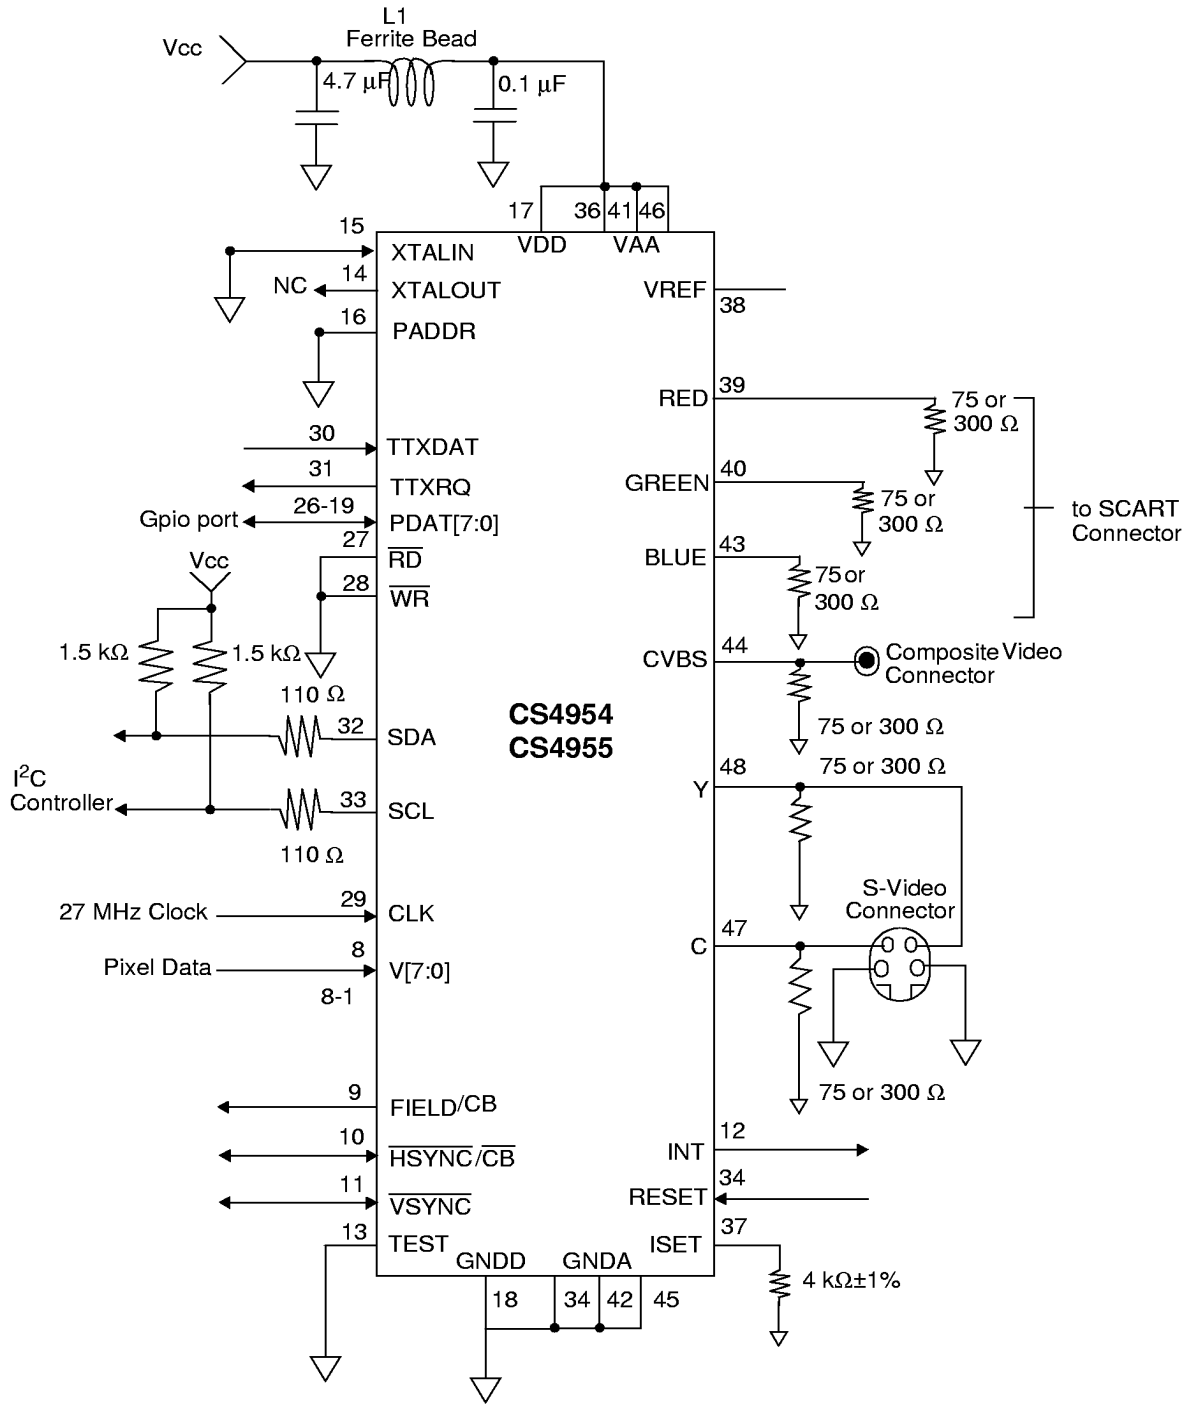 L1
Ferrite Bead
Vcc
4.7 µF
0.1 µF
17
36
41
46
VDD
VAA
15
XTALIN
NC
14
XTALOUT
16
PADDR
VREF
38
RED
39
75 or
300 Ω
30
TTXDAT
31
TTXRQ
Gpio port
26-19
PDAT[7:0]
GREEN
40
75 or
300 Ω
to SCART
Connector
27
RD
28
WR
BLUE
43
75 or
300 Ω
Vcc
1.5 kΩ
1.5 kΩ
CVBS
44
Composite Video
Connector
75 or 300 Ω
110 Ω
32
SDA
CS4954
CS4955
I²C
Controller
33
SCL
110 Ω
Y
48
75 or 300 Ω
S-Video
Connector
27 MHz Clock
29
CLK
C
47
Pixel Data
8
V[7:0]
8-1
75 or 300 Ω
9
FIELD/CB
10
HSYNC/CB
11
VSYNC
13
TEST
INT
12
RESET
34
ISET
37
4 kΩ±1%
GNDD
GNDA
18
34
42
45